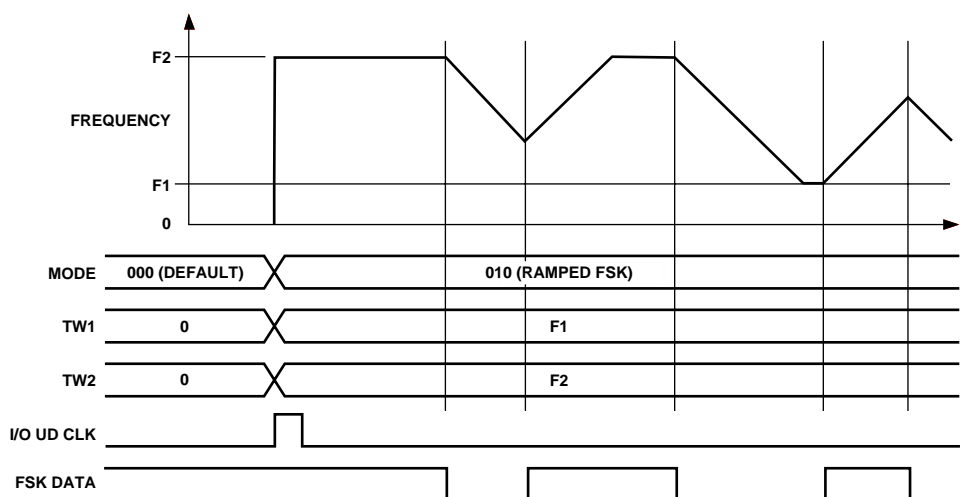 F2
FREQUENCY
F1
0
MODE 000 (DEFAULT) 010 (RAMPED FSK)
TW1 0 F1
TW2 0 F2
I/O UD CLK
FSK DATA